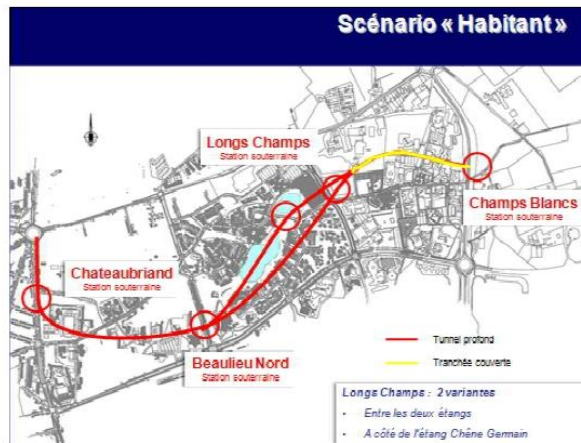 Scénario « Habitant »
Longs Champs
Station souterraine
Champs Blancs
Station souterraine
Chateaubriand
Station souterraine
Beaulieu Nord
Station souterraine
Tunnel profond
Tranchée couverte
Longs Champs : 2 variantes
- Entre les deux étangs
- A côté de l'étang Chêne Germain